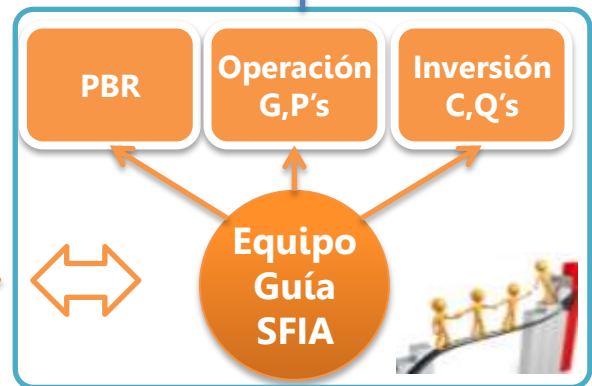 PBR
Operación
G,P's
Inversión
C,Q's
Equipo
Guía
SFIA